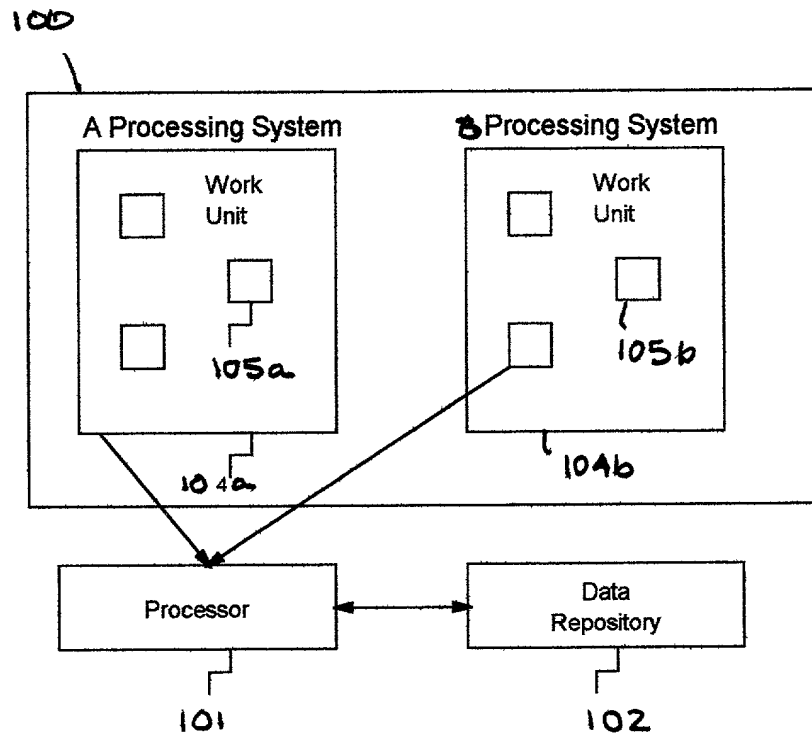 100
A Processing System
B Processing System
Work
Unit
Work
Unit
105a
105b
104a
104b
Processor
Data
Repository
101
102